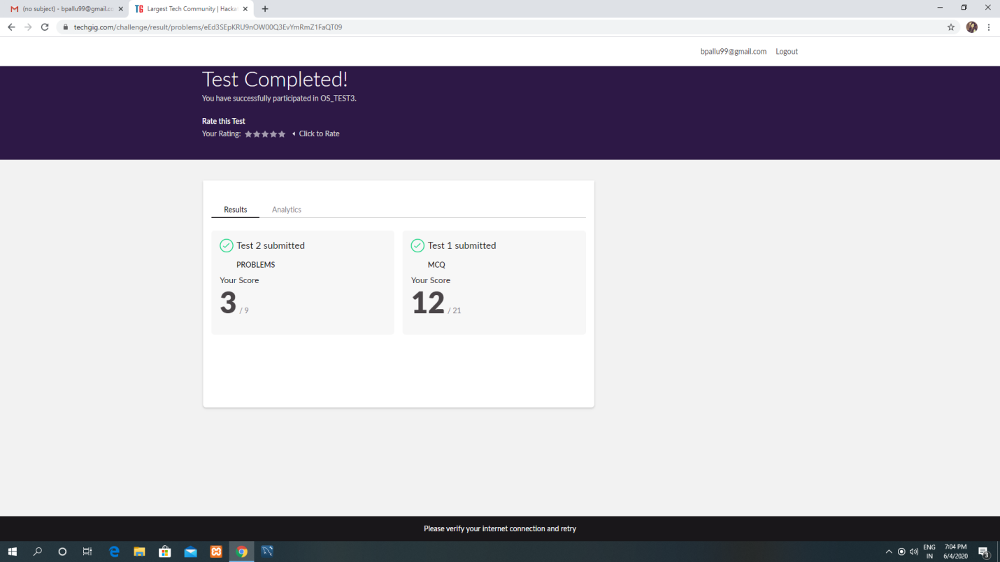 (no subject) - bpallu99@gmail.co
Largest Tech Community | Hacka
techgig.com/challenge/result/problems/eEd3SEpKRU9nOW00Q3EvYmRmZ1FaQT09
bpallu99@gmail.com Logout
Test Completed!
You have successfully participated in OS_TEST3.
Rate this Test
Your Rating: Click to Rate
Results Analytics
Test 2 submitted
PROBLEMS
Your Score
3 / 9
Test 1 submitted
MCQ
Your Score
12 / 21
Please verify your internet connection and retry
ENG
IN
7:04 PM
6/4/2020
3